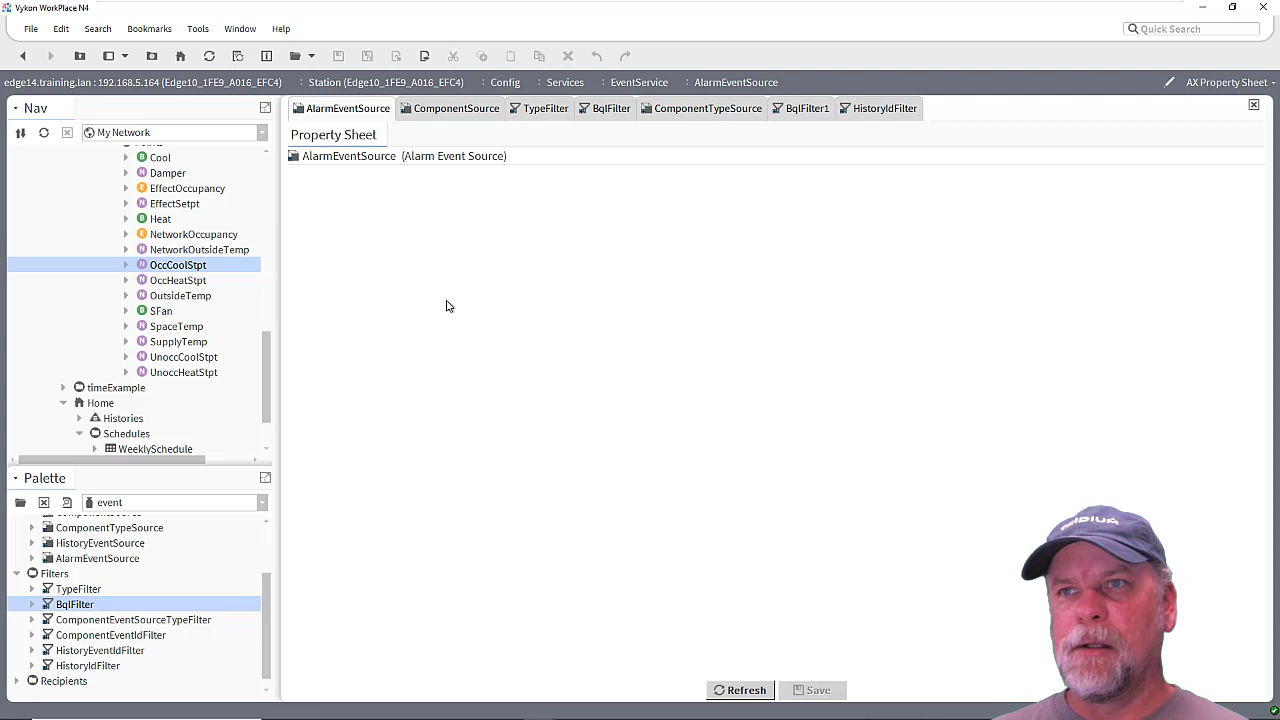 Vykon WorkPlace N4
File Edit Search Bookmarks Tools Window Help
Quick Search
edge14.training.lan : 192.168.5.164 (Edge10_1FE9_A016_EFC4) Station (Edge10_1FE9_A016_EFC4) Config Services EventService AlarmEventSource AX Property Sheet
Nav
My Network
AlarmEventSource ComponentSource TypeFilter BqlFilter ComponentTypeSource BqlFilter1 HistoryIdFilter
Property Sheet
AlarmEventSource (Alarm Event Source)
Points
Cool
Damper
EffectOccupancy
EffectSetpt
Heat
NetworkOccupancy
NetworkOutsideTemp
OccCoolStpt
OccHeatStpt
OutsideTemp
SFan
SpaceTemp
SupplyTemp
UnoccCoolStpt
UnoccHeatStpt
timeExample
Home
Histories
Schedules
WeeklySchedule
Palette
event
ComponentTypeSource
HistoryEventSource
AlarmEventSource
Filters
TypeFilter
BqlFilter
ComponentEventSourceTypeFilter
ComponentEventIdFilter
HistoryEventIdFilter
HistoryIdFilter
Recipients
Refresh Save